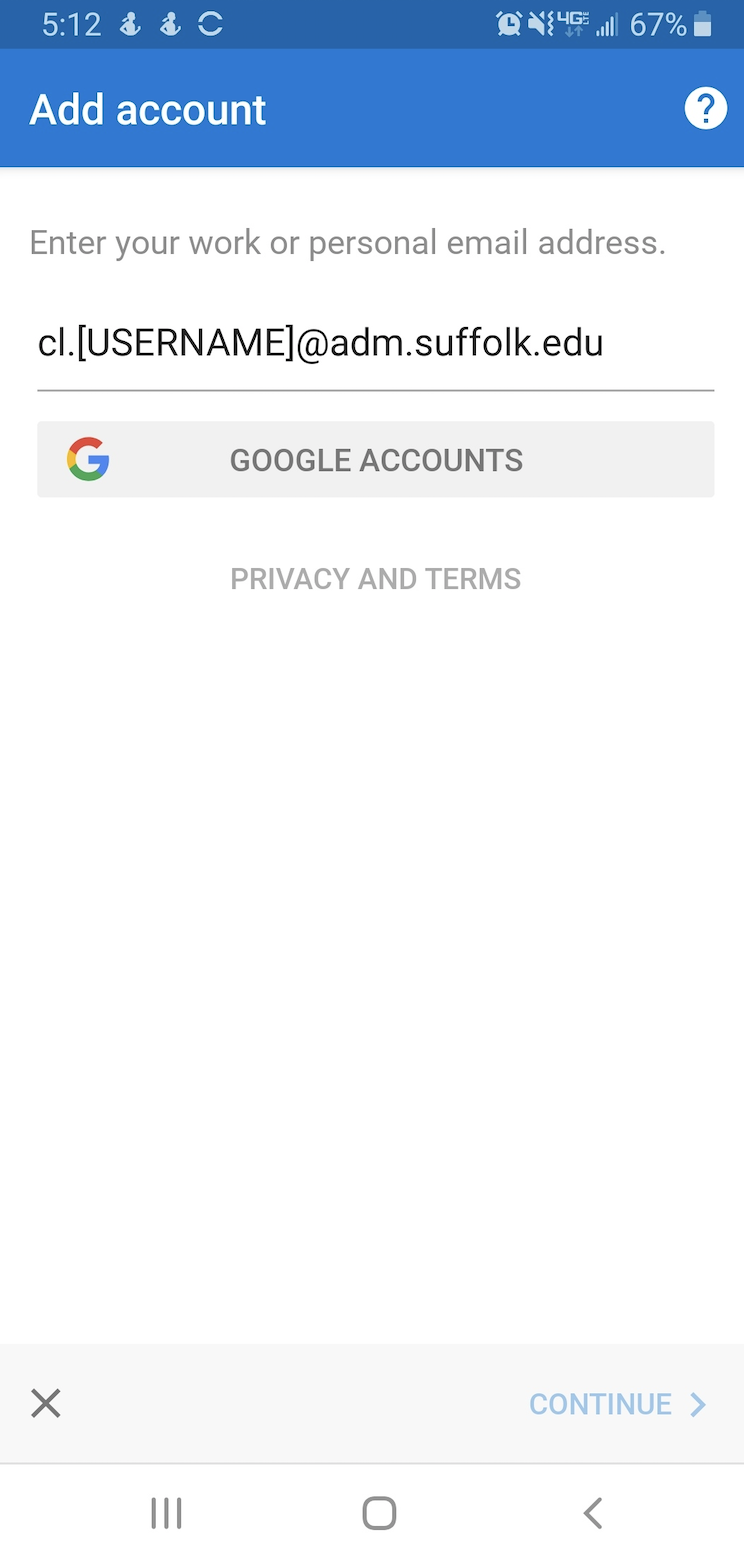 5:12 4G LTE 67%
Add account ?
Enter your work or personal email address.
cl.[USERNAME]@adm.suffolk.edu
G GOOGLE ACCOUNTS
PRIVACY AND TERMS
CONTINUE